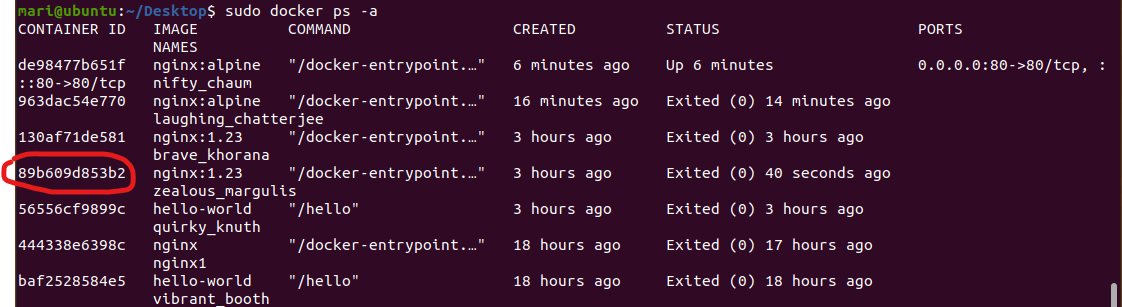 mari@ubuntu:~/Desktop$ sudo docker ps -a
CONTAINER ID   IMAGE          COMMAND                  CREATED          STATUS                      PORTS
               NAMES
de98477b651f   nginx:alpine   "/docker-entrypoint.…"   6 minutes ago    Up 6 minutes                0.0.0.0:80->80/tcp, :
::80->80/tcp   nifty_chaum
963dac54e770   nginx:alpine   "/docker-entrypoint.…"   16 minutes ago   Exited (0) 14 minutes ago
               laughing_chatterjee
130af71de581   nginx:1.23     "/docker-entrypoint.…"   3 hours ago      Exited (0) 3 hours ago
               brave_khorana
89b609d853b2   nginx:1.23     "/docker-entrypoint.…"   3 hours ago      Exited (0) 40 seconds ago
               zealous_margulis
56556cf9899c   hello-world    "/hello"                 3 hours ago      Exited (0) 3 hours ago
               quirky_knuth
444338e6398c   nginx          "/docker-entrypoint.…"   18 hours ago     Exited (0) 17 hours ago
               nginx1
baf2528584e5   hello-world    "/hello"                 18 hours ago     Exited (0) 18 hours ago
               vibrant_booth